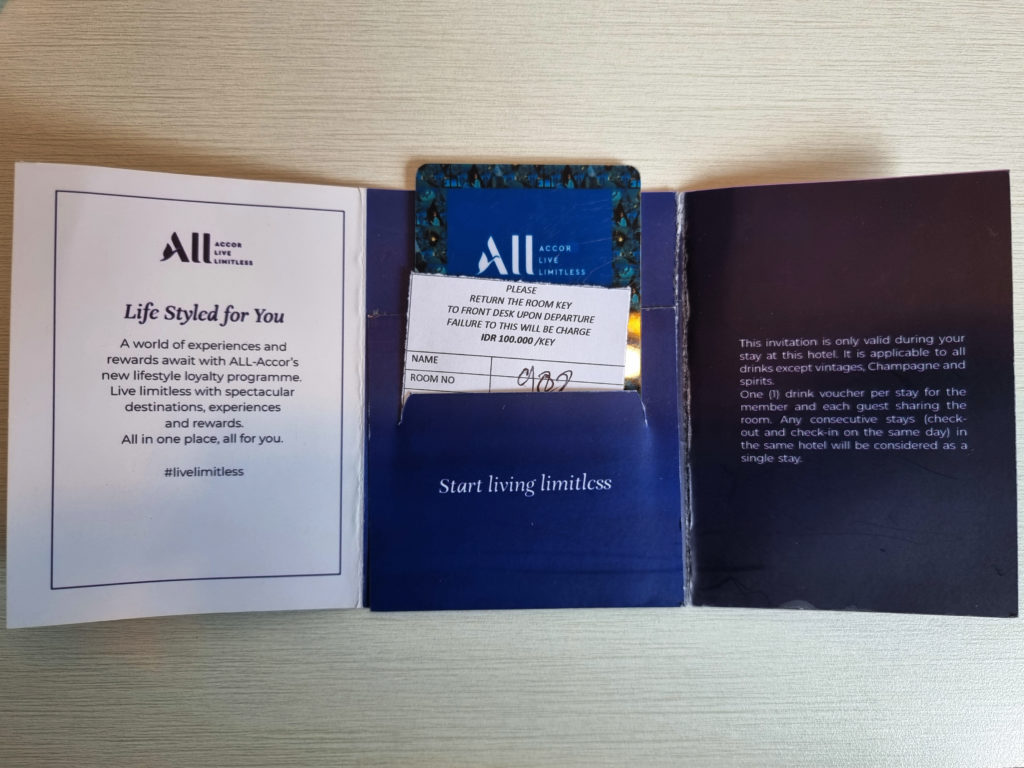 All ACCOR
LIVE
LIMITLESS
Life Styled for You
A world of experiences and
rewards await with ALL-Accor's
new lifestyle loyalty programme.
Live limitless with spectacular
destinations, experiences
and rewards.
All in one place, all for you.
#livelimitless
All ACCOR
LIVE
LIMITLESS
PLEASE
RETURN THE ROOM KEY
TO FRONT DESK UPON DEPARTURE
FAILURE TO THIS WILL BE CHARGE
IDR 100.000 /KEY
NAME
ROOM NO
Start living limitless
This invitation is only valid during your
stay at this hotel. It is applicable to all
drinks except vintages, Champagne and
spirits.
One (1) drink voucher per stay for the
member and each guest sharing the
room. Any consecutive stays (check-
out and check-in on the same day) in
the same hotel will be considered as a
single stay.